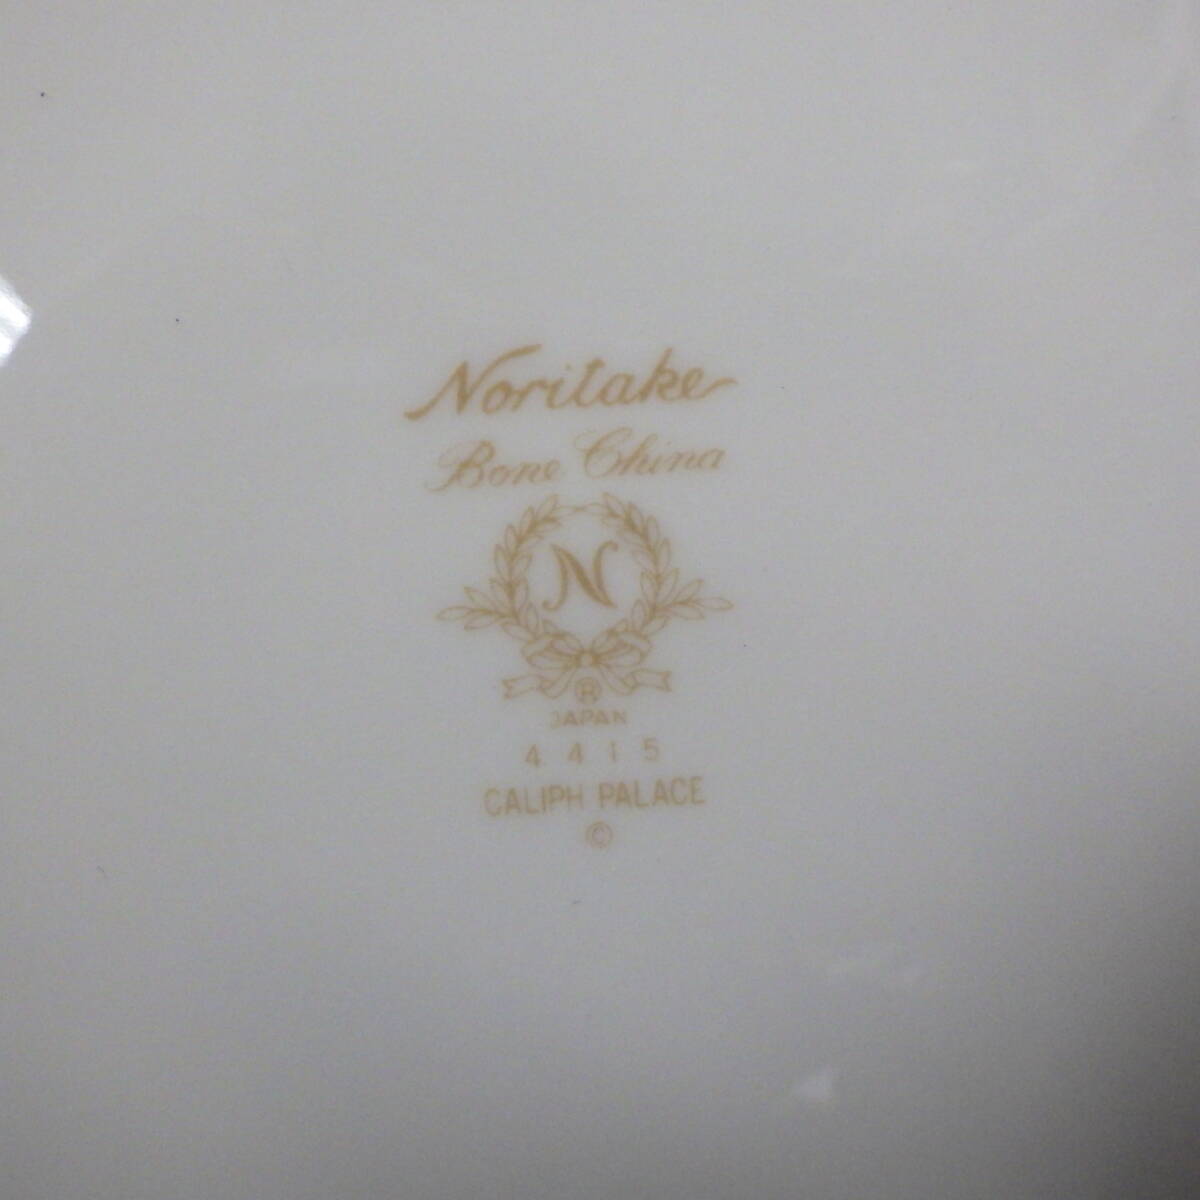 Noritake
Bone China
N
®
JAPAN
4415
CALIPH PALACE
©